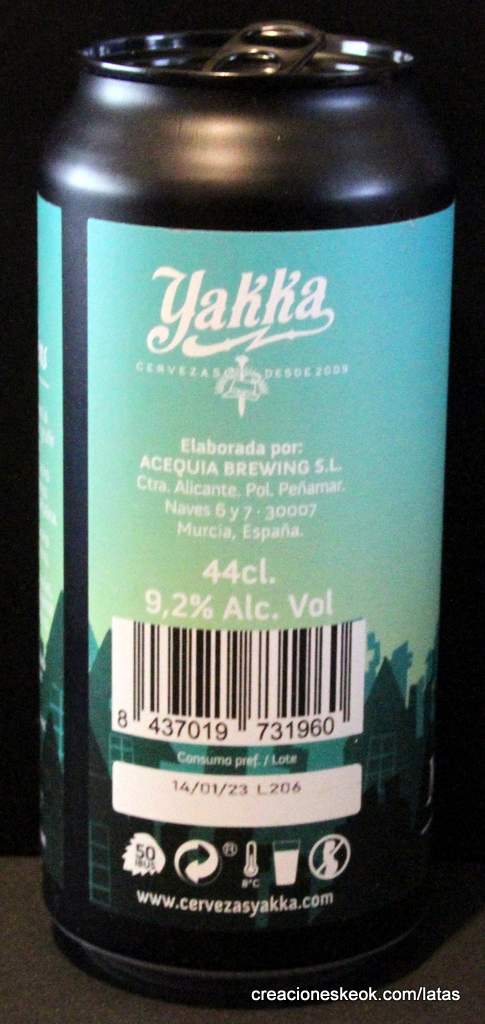 Yakka
CERVEZAS DESDE 2009
Elaborada por:
ACEQUIA BREWING S.L.
Ctra. Alicante. Pol. Peñamar.
Naves 6 y 7 · 30007
Murcia, España.
44cl.
9,2% Alc. Vol
8 437019 731960
Consumo pref. / Lote
14/01/23 L206
50
IBUS
8°C
www.cervezasyakka.com
creacioneskeok.com/latas